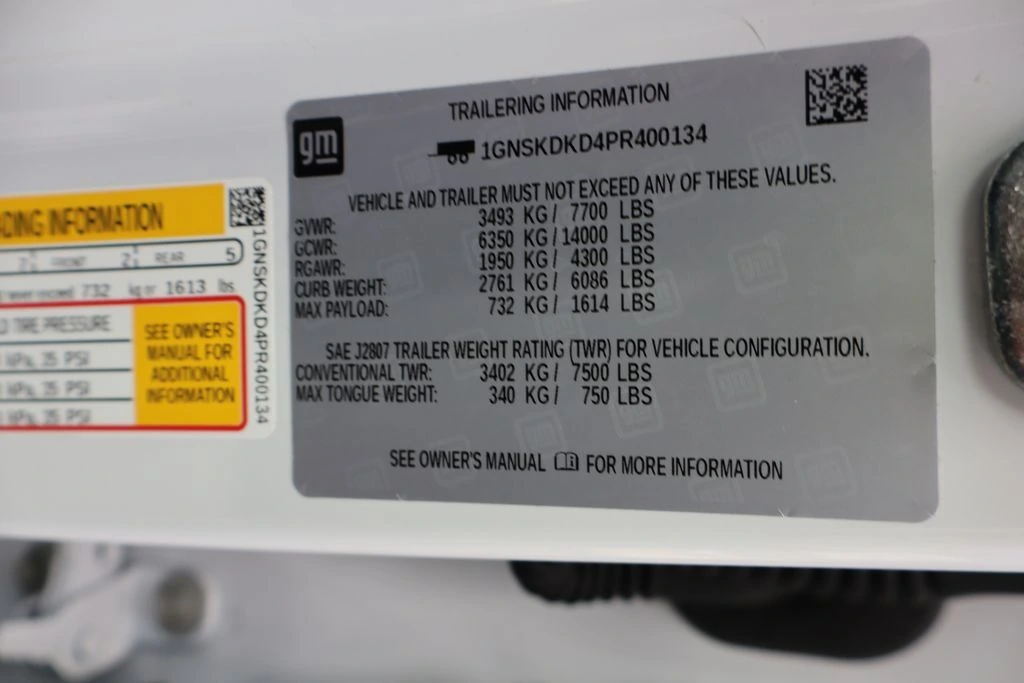 TRAILERING INFORMATION
gm
1GNSKDKD4PR400134
VEHICLE AND TRAILER MUST NOT EXCEED ANY OF THESE VALUES.
GVWR: 3493 KG / 7700 LBS
GCWR: 6350 KG / 14000 LBS
RGAWR: 1950 KG / 4300 LBS
CURB WEIGHT: 2761 KG / 6086 LBS
MAX PAYLOAD: 732 KG / 1614 LBS
SAE J2807 TRAILER WEIGHT RATING (TWR) FOR VEHICLE CONFIGURATION.
CONVENTIONAL TWR: 3402 KG / 7500 LBS
MAX TONGUE WEIGHT: 340 KG / 750 LBS
SEE OWNER'S MANUAL FOR MORE INFORMATION
INFORMATION
FRONT 2 REAR 5
exceed 732 kg or 1613 lbs
TIRE PRESSURE
kPa, 35 PSI
kPa, 35 PSI
kPa, 35 PSI
SEE OWNER'S
MANUAL FOR
ADDITIONAL
INFORMATION
1GNSKDKD4PR400134